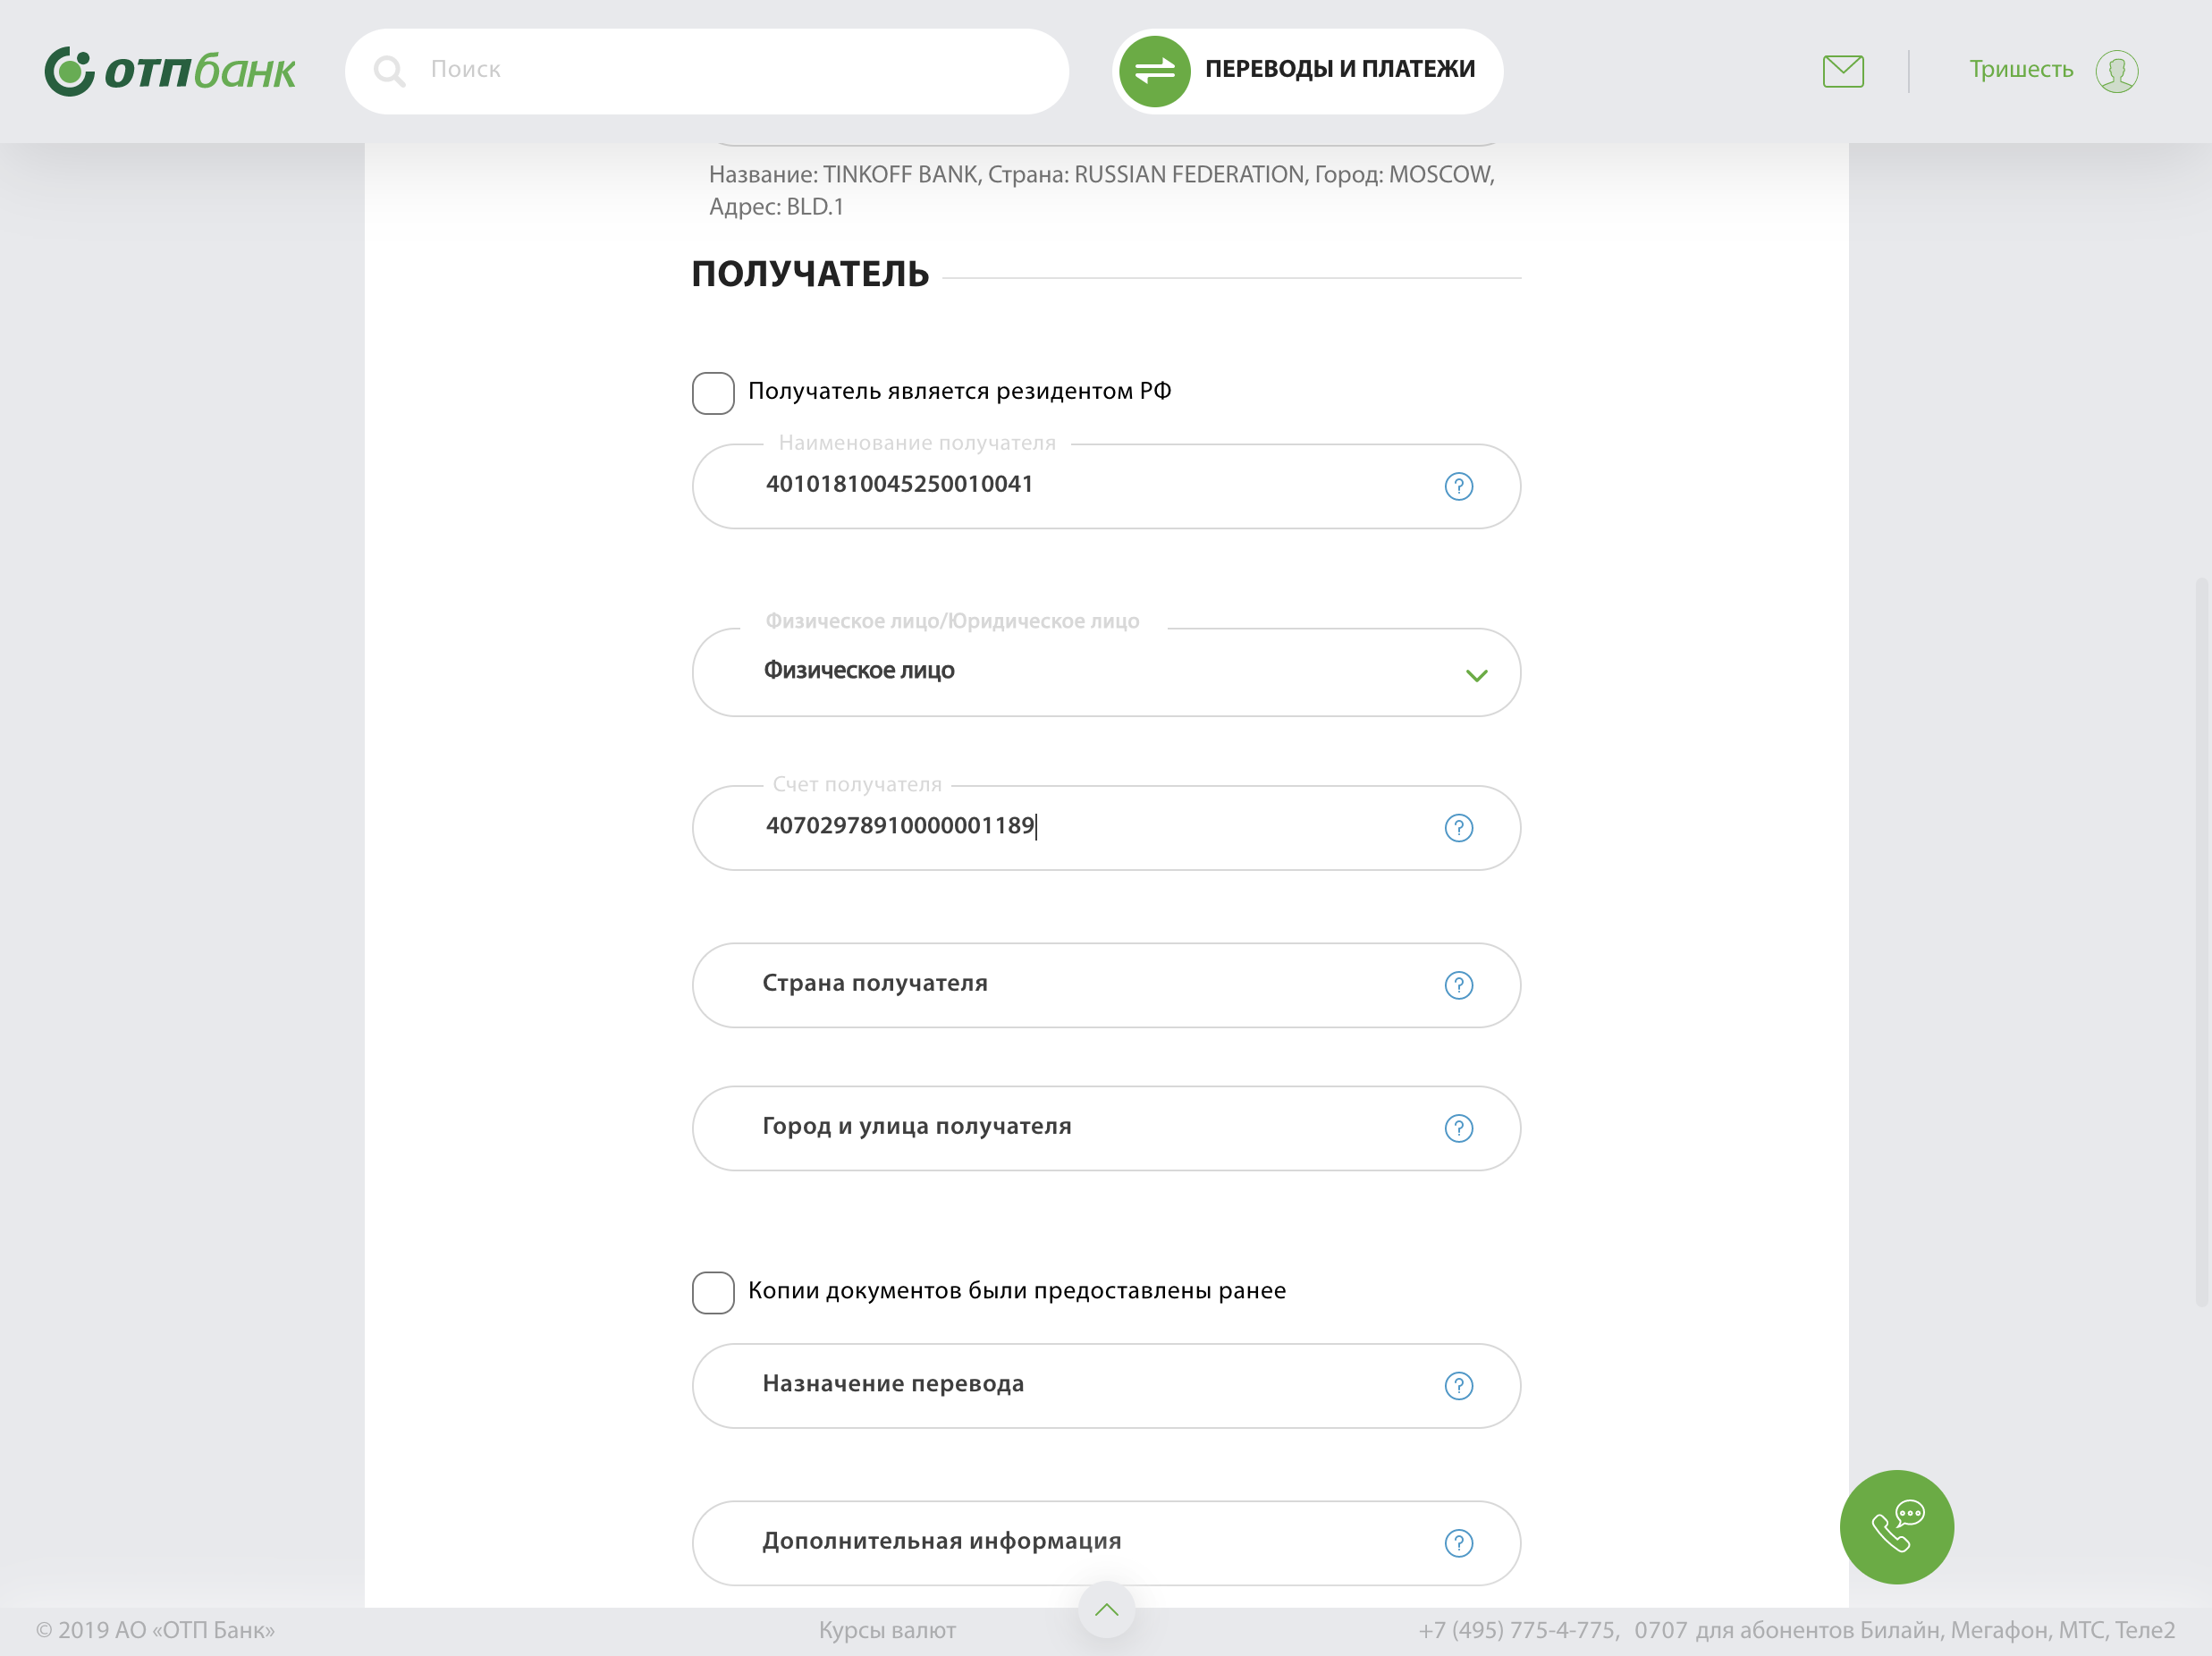 отпбанк
Поиск
ПЕРЕВОДЫ И ПЛАТЕЖИ
Тришесть
Название: TINKOFF BANK, Страна: RUSSIAN FEDERATION, Город: MOSCOW,
Адрес: BLD.1
ПОЛУЧАТЕЛЬ
Получатель является резидентом РФ
Наименование получателя
40101810045250010041
?
Физическое лицо/Юридическое лицо
Физическое лицо
Счет получателя
40702978910000001189
?
Страна получателя
?
Город и улица получателя
?
Копии документов были предоставлены ранее
Назначение перевода
?
Дополнительная информация
?
© 2019 АО «ОТП Банк»
Курсы валют
+7 (495) 775-4-775, 0707 для абонентов Билайн, Мегафон, МТС, Теле2